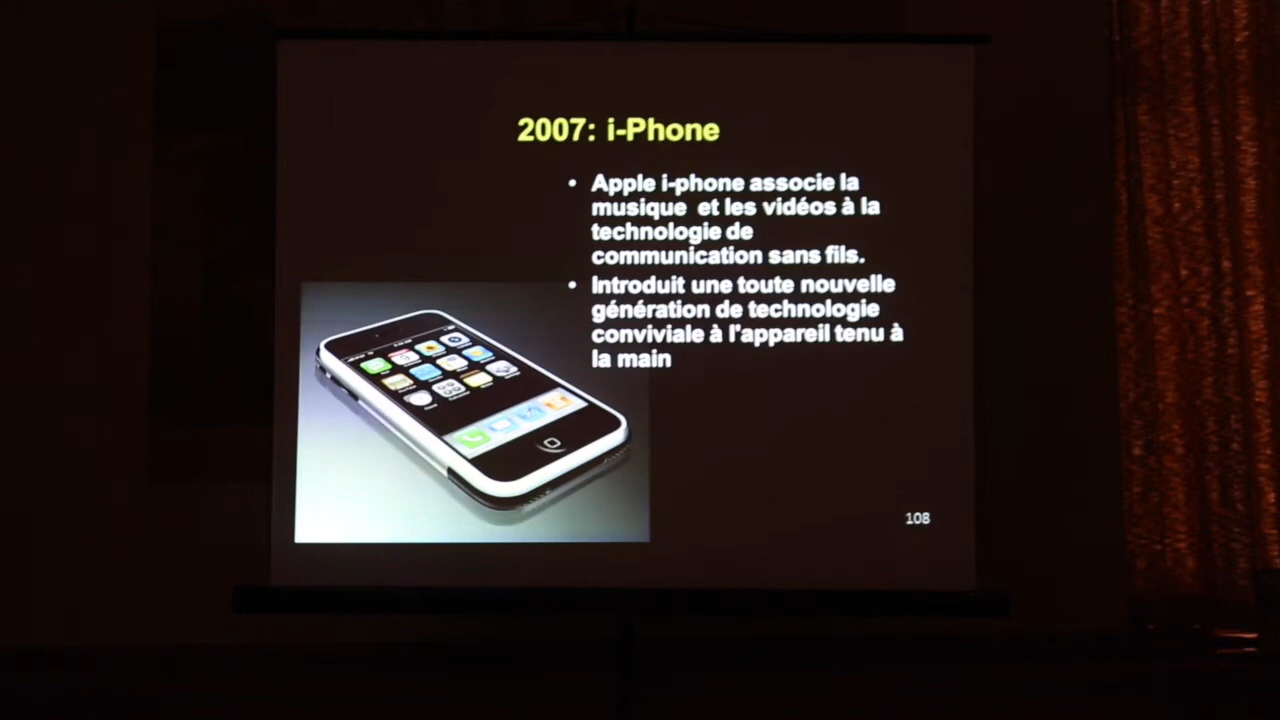 2007: i-Phone
• Apple i-phone associe la
musique et les vidéos à la
technologie de
communication sans fils.
• Introduit une toute nouvelle
génération de technologie
conviviale à l'appareil tenu à
la main
108